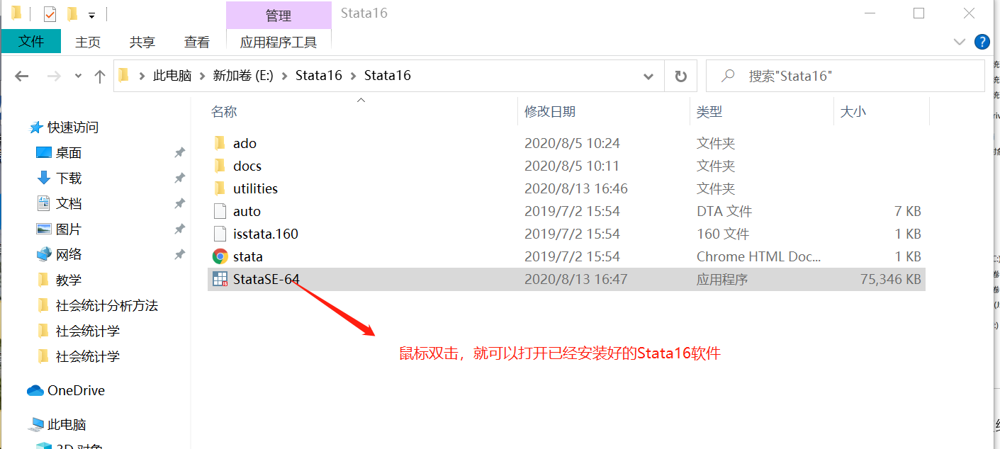 管理
Stata16
文件
主页
共享
查看
应用程序工具
此电脑 > 新加卷 (E:) > Stata16 > Stata16
搜索"Stata16"
名称
修改日期
类型
大小
快速访问
桌面
下载
文档
图片
网络
教学
社会统计分析方法
社会统计学
社会统计学
OneDrive
此电脑
3D 对象
ado 2020/8/5 10:24 文件夹
docs 2020/8/5 10:11 文件夹
utilities 2020/8/13 16:46 文件夹
auto 2019/7/2 15:54 DTA 文件 7 KB
isstata.160 2019/7/2 15:54 160 文件 1 KB
stata 2019/7/2 15:54 Chrome HTML Doc... 1 KB
StataSE-64 2020/8/13 16:47 应用程序 75,346 KB
鼠标双击，就可以打开已经安装好的Stata16软件